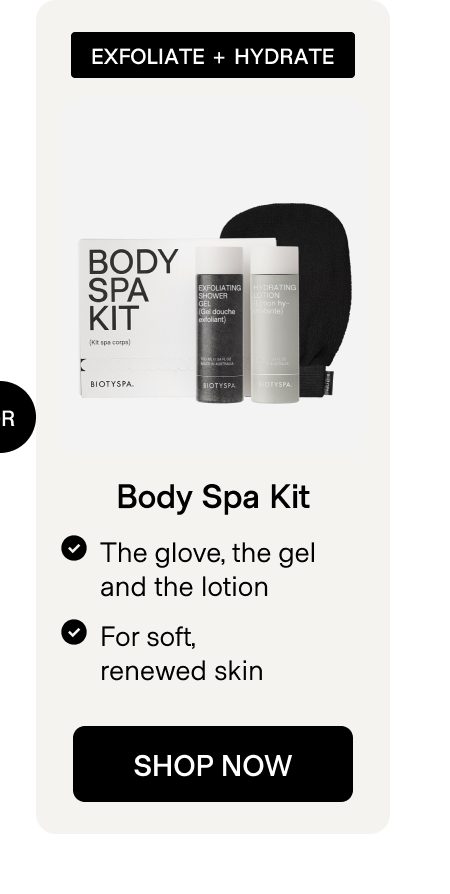 EXFOLIATE + HYDRATE
BODY
SPA
KIT
(Kit spa corps)
BIOTYSPA.
EXFOLIATING
SHOWER
GEL
(Gel douche
exfoliant)
BIOTYSPA.
HYDRATING
LOTION
BIOTYSPA.
R
Body Spa Kit
The glove, the gel
and the lotion
For soft,
renewed skin
SHOP NOW